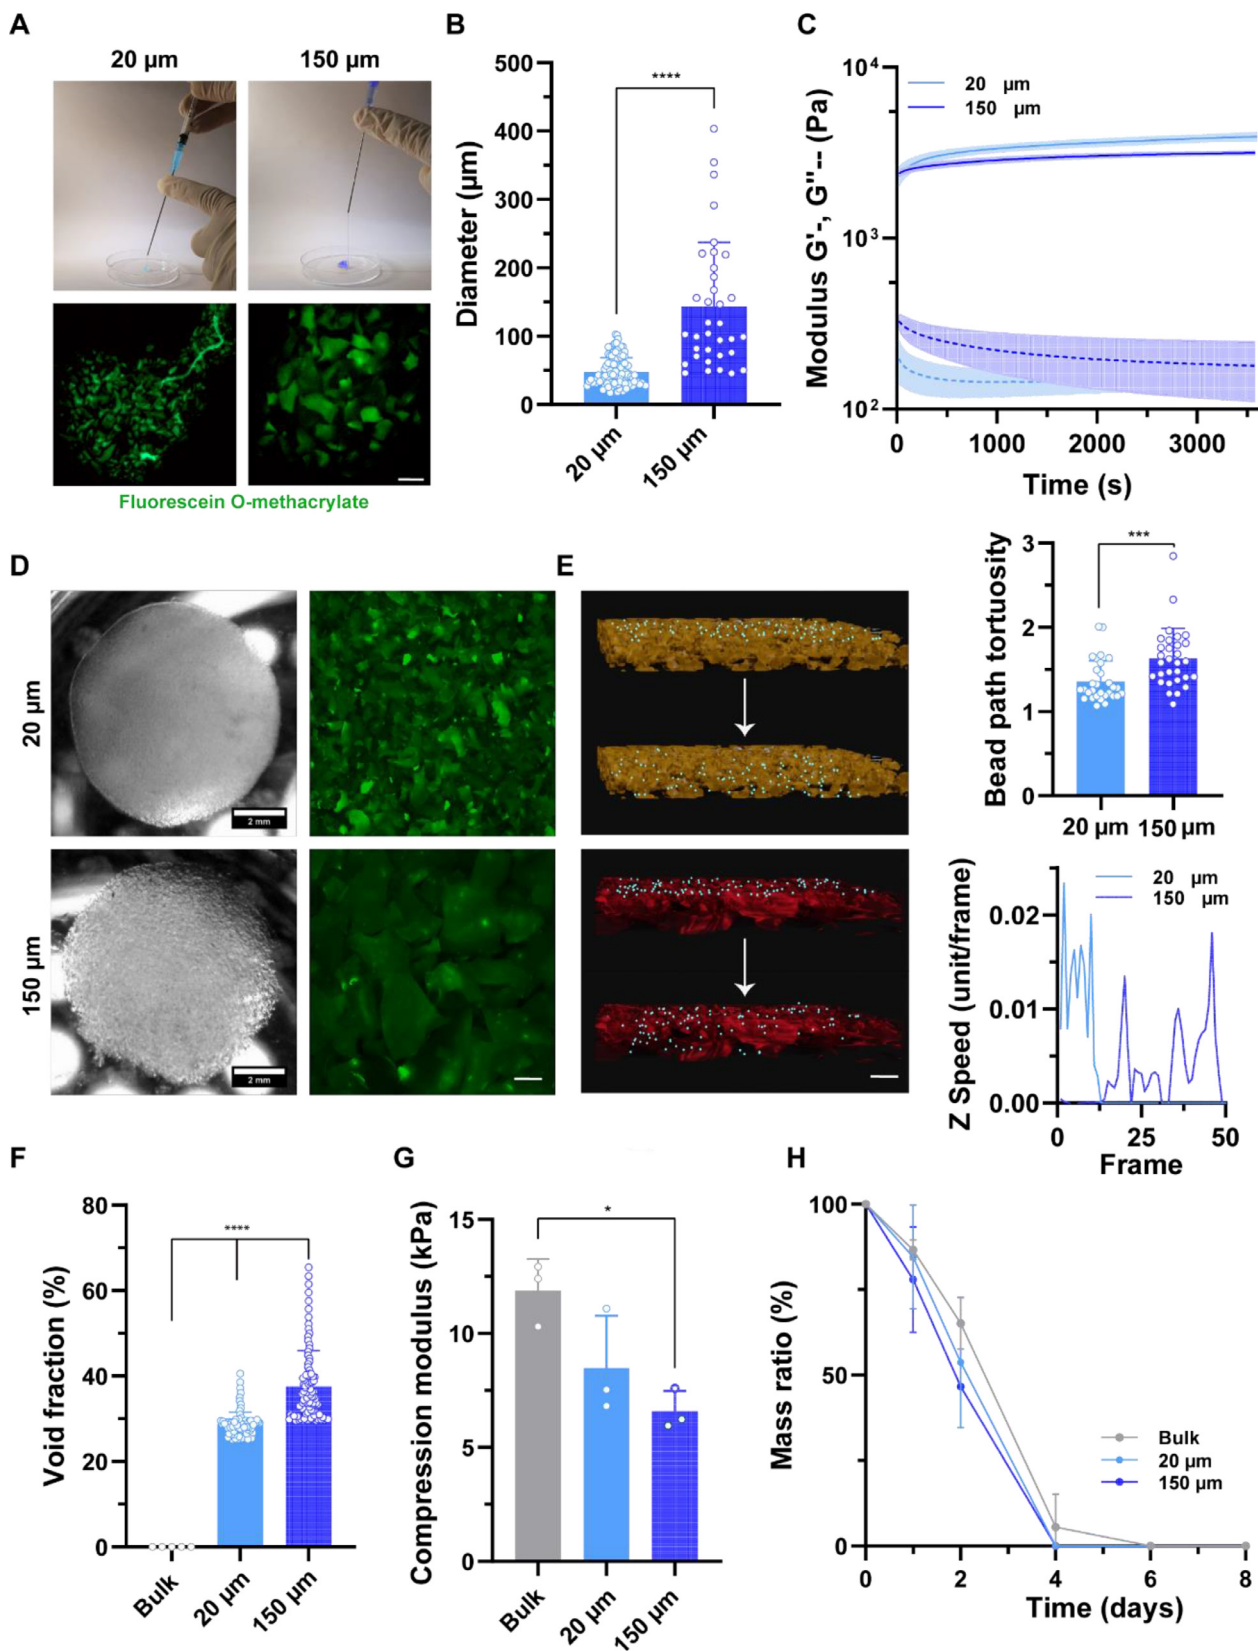 A
20 µm
150 µm
Fluorescein O-methacrylate
B
Diameter (µm)
500
400
300
200
100
0
****
20 µm
150 µm
C
Modulus G'-, G''-- (Pa)
10⁴
10³
10²
20 µm
150 µm
0
1000
2000
3000
Time (s)
D
20 µm
2 mm
150 µm
2 mm
E
Bead path tortuosity
3
2
1
0
***
20 µm
150 µm
Z Speed (unit/frame)
0.02
0.01
0.00
20 µm
150 µm
0
25
50
Frame
F
Void fraction (%)
80
60
40
20
0
****
Bulk
20 µm
150 µm
G
Compression modulus (kPa)
15
10
5
0
*
Bulk
20 µm
150 µm
H
Mass ratio (%)
100
50
0
Bulk
20 µm
150 µm
0
2
4
6
8
Time (days)